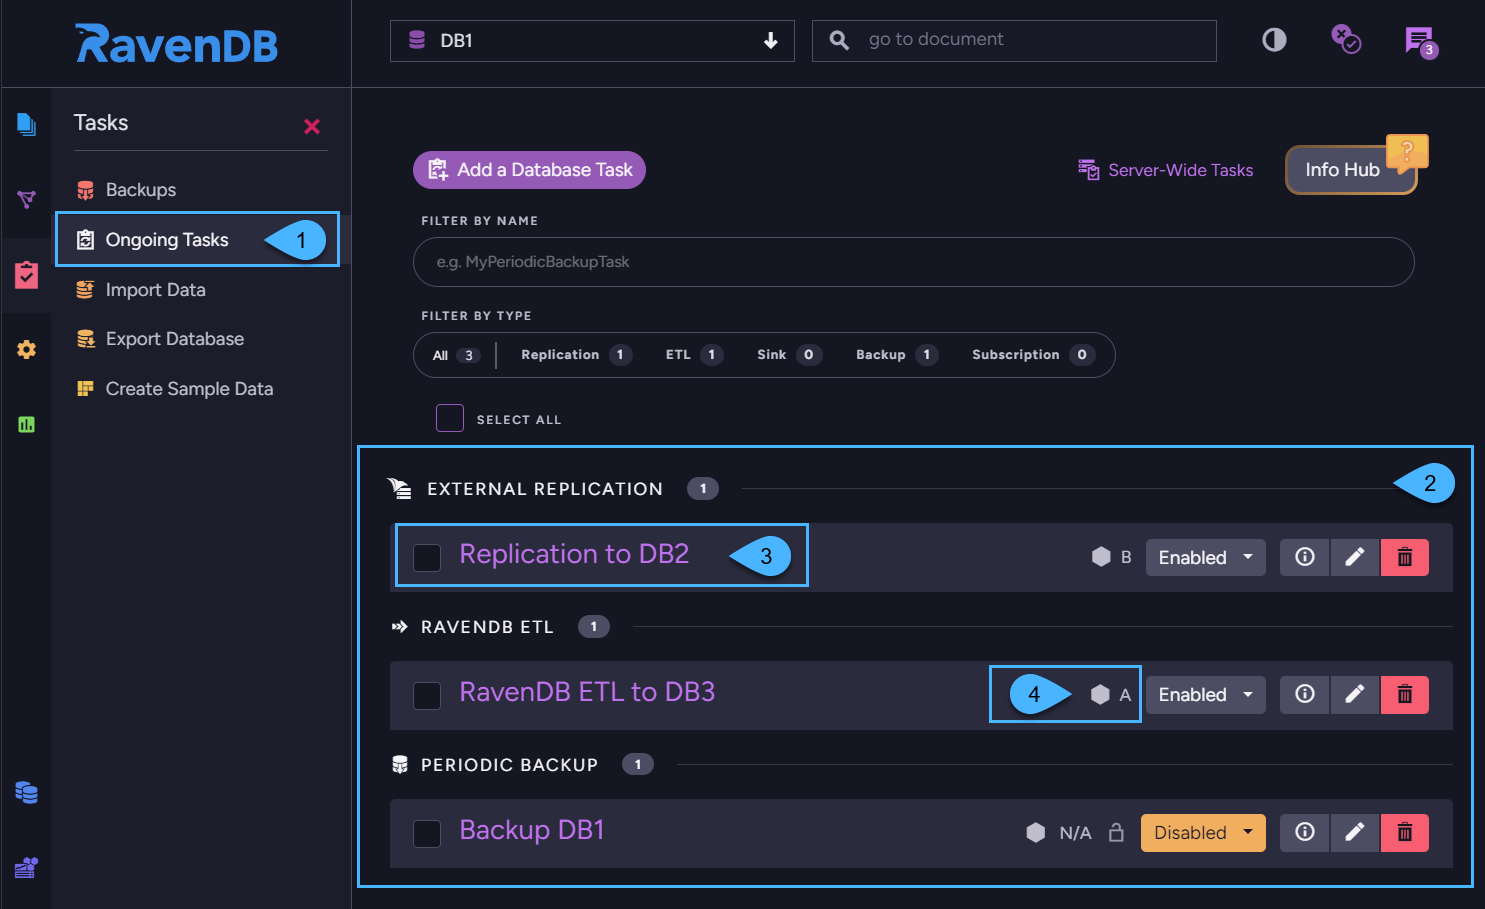 RavenDB
DB1
go to document
3
Tasks
Backups
Ongoing Tasks
1
Import Data
Export Database
Create Sample Data
Add a Database Task
Server-Wide Tasks
Info Hub
?
FILTER BY NAME
e.g. MyPeriodicBackupTask
FILTER BY TYPE
All 3 Replication 1 ETL 1 Sink 0 Backup 1 Subscription 0
SELECT ALL
EXTERNAL REPLICATION 1
2
Replication to DB2
3
B Enabled
RAVENDB ETL 1
RavenDB ETL to DB3
4
A Enabled
PERIODIC BACKUP 1
Backup DB1
N/A Disabled